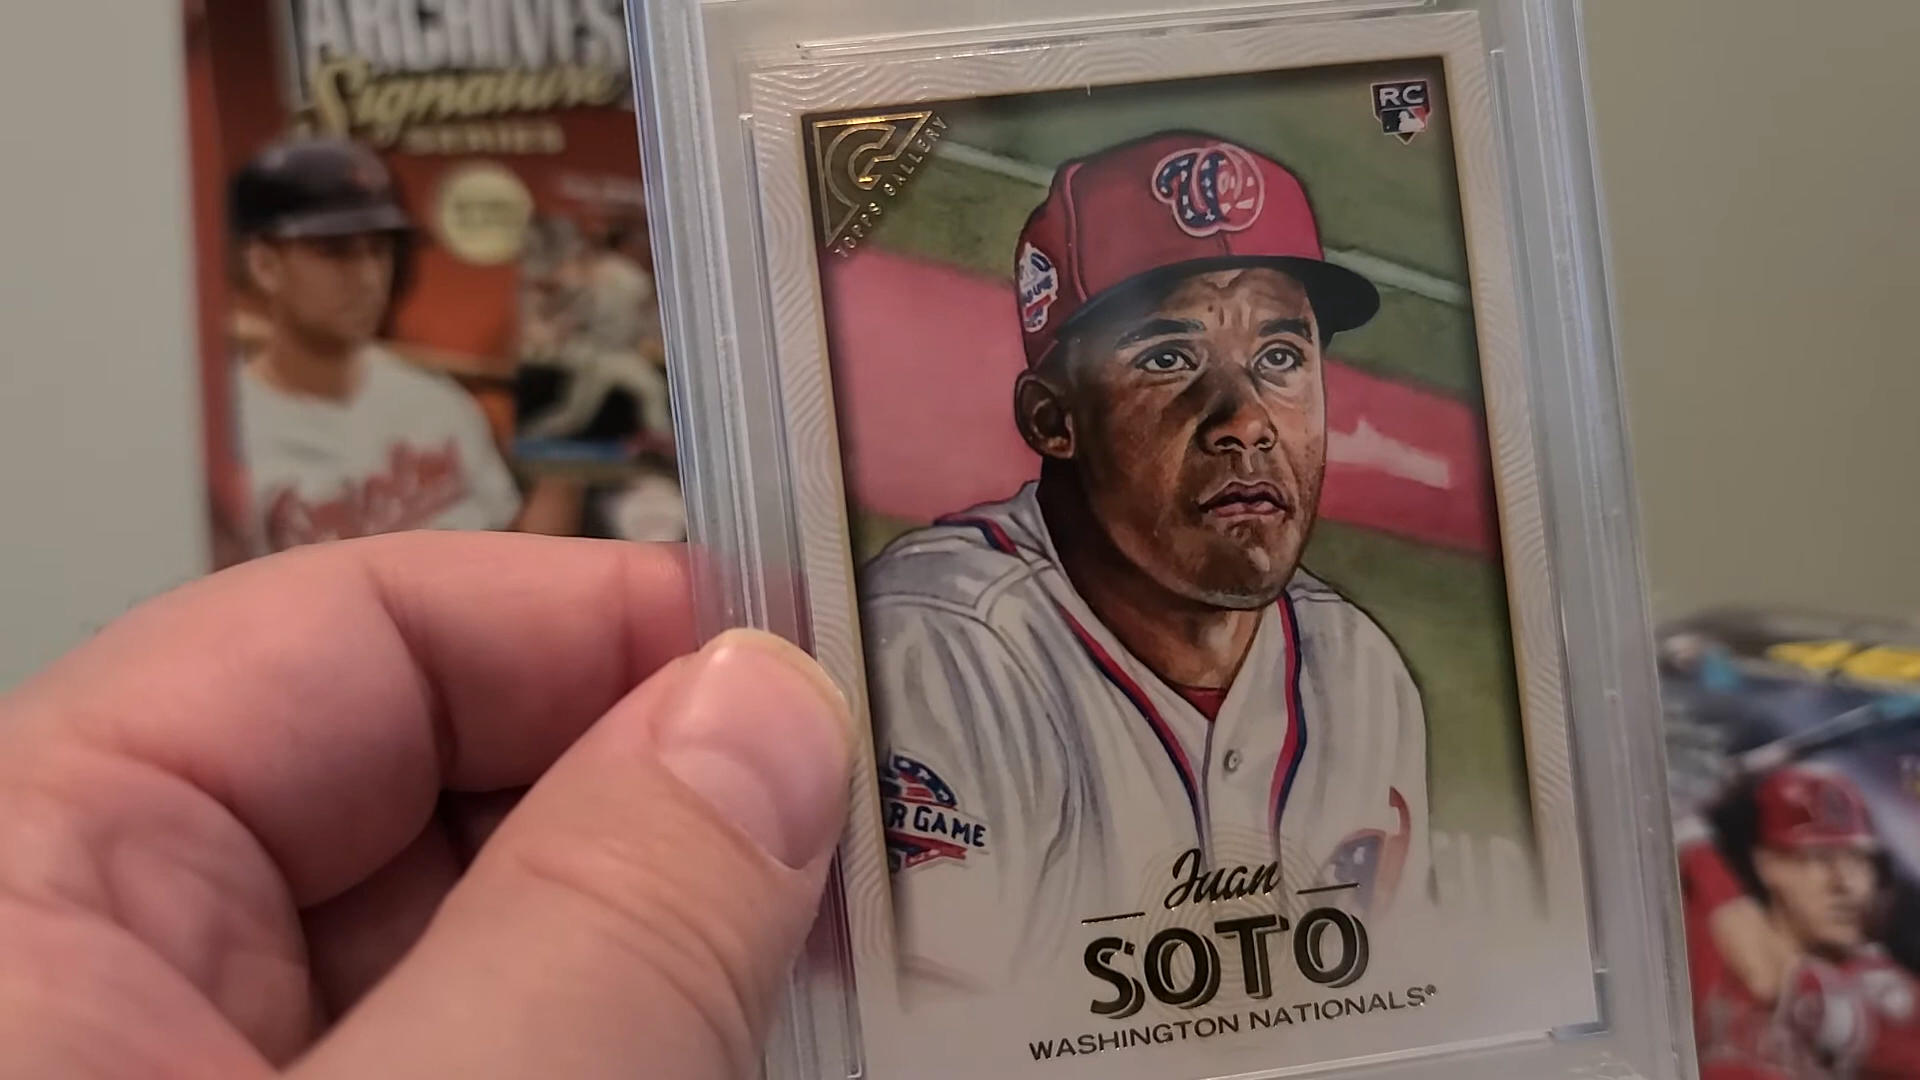 ARCHIVES
Signature
SERIES
TOPPS GALLERY
RC
R GAME
Juan
SOTO
WASHINGTON NATIONALS®